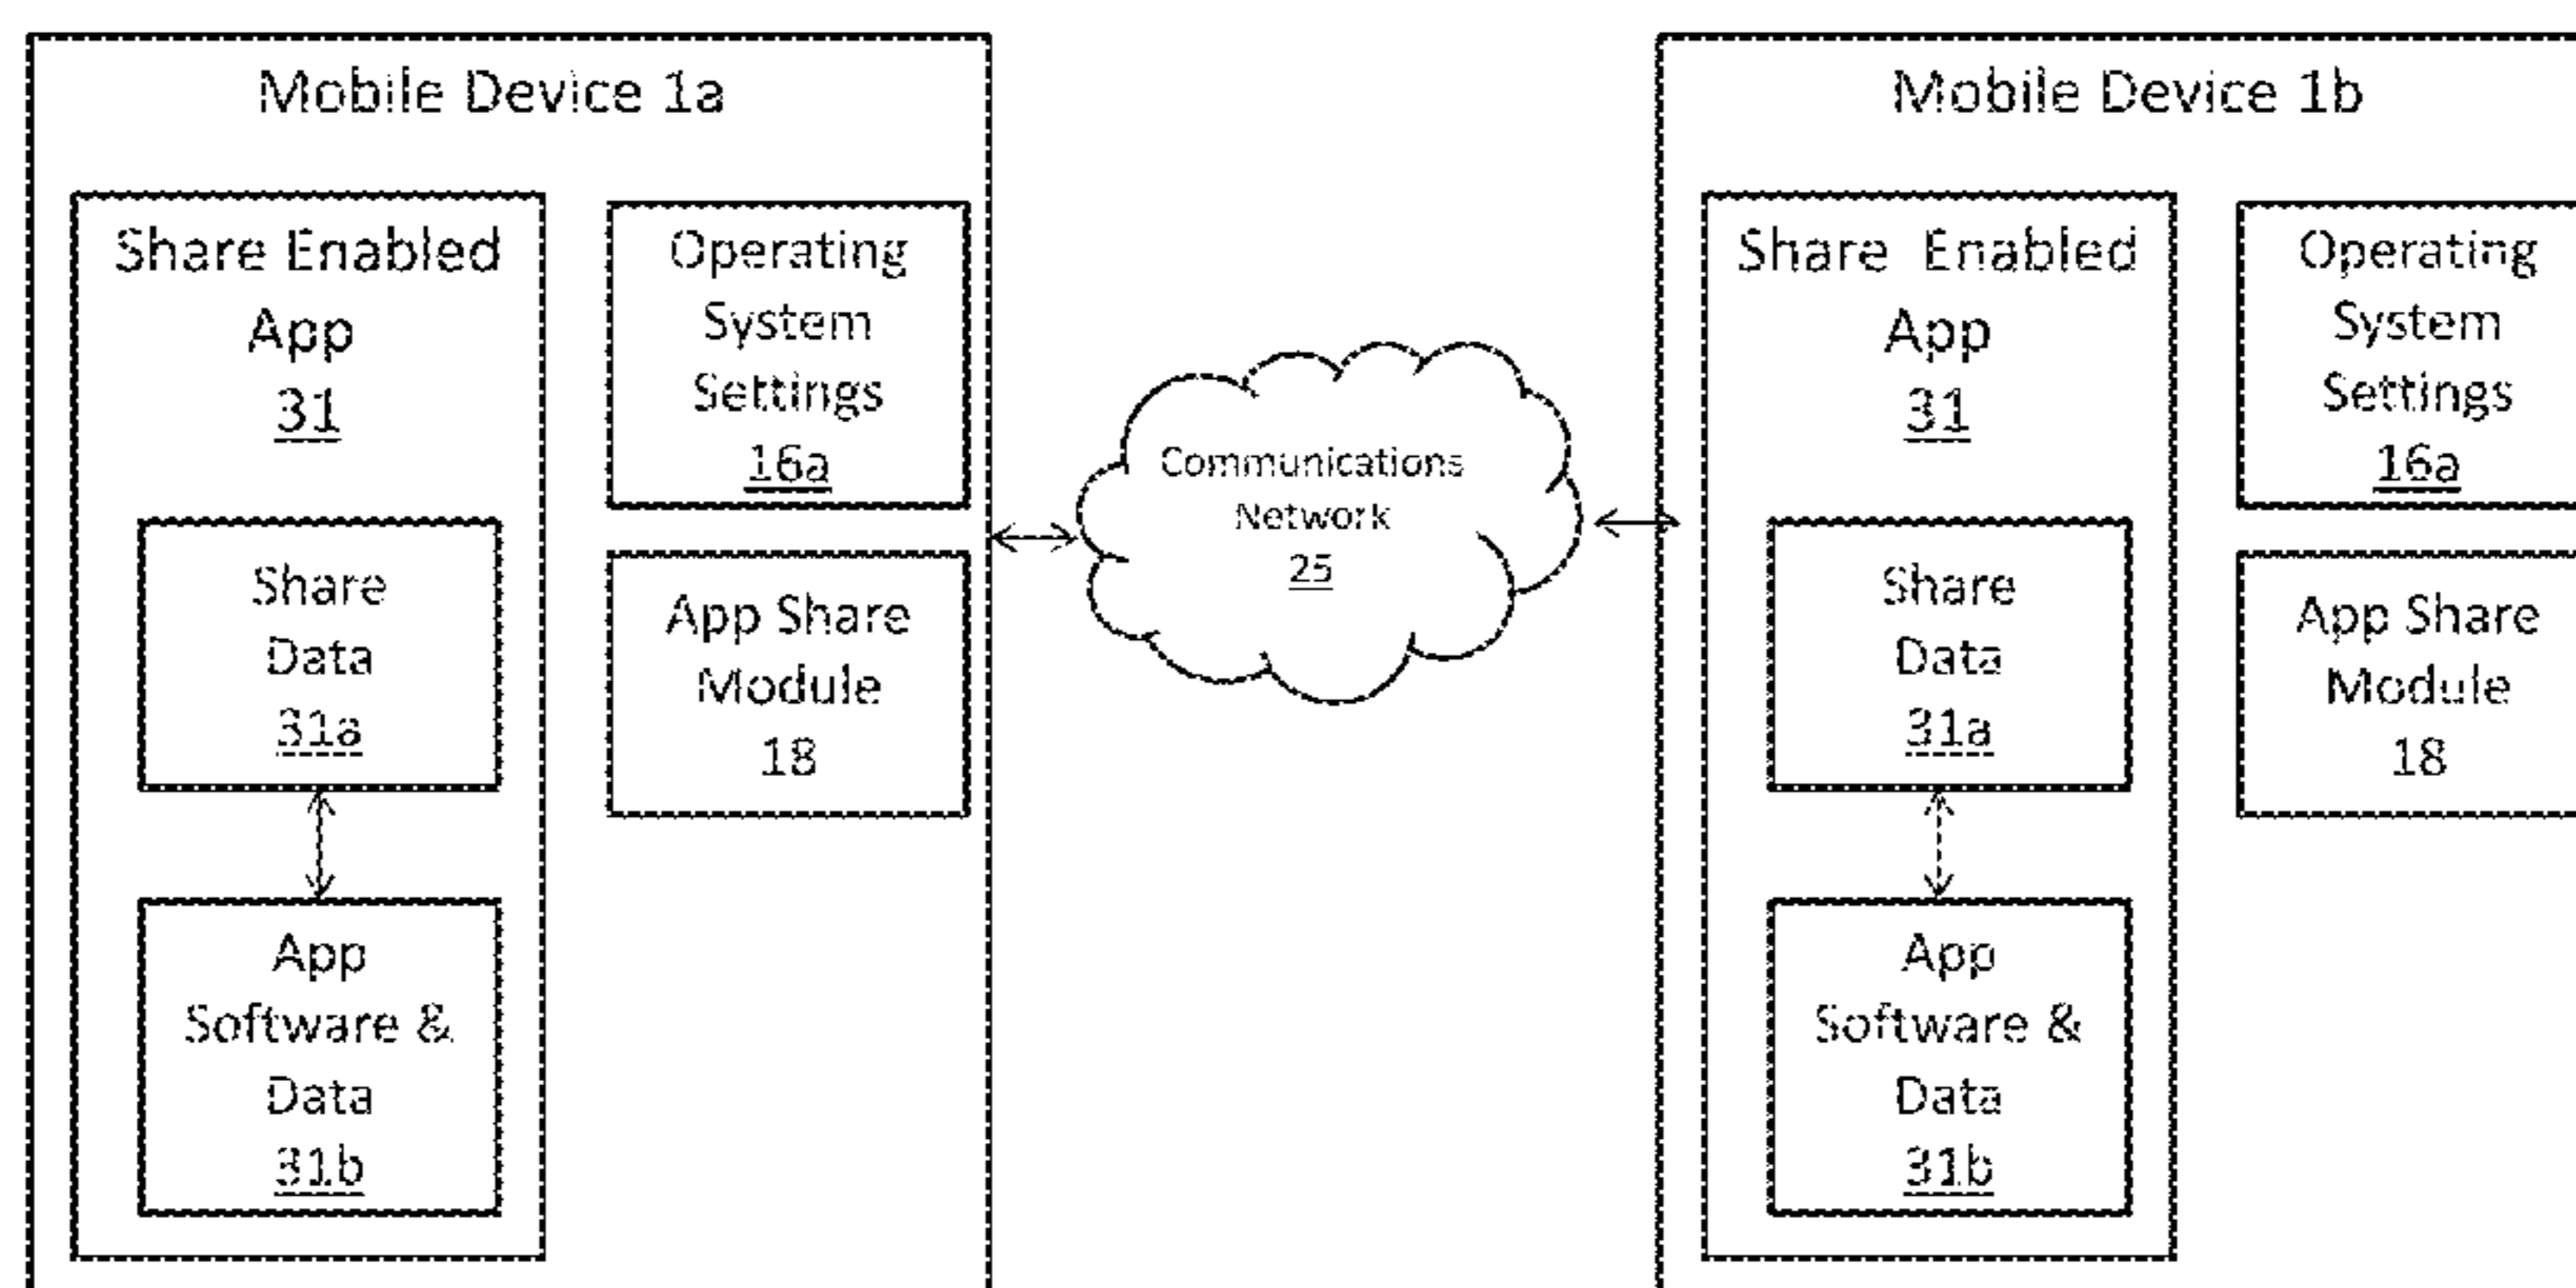 Mobile Device 1a
Share Enabled
App
31
Share
Data
31a
App
Software &
Data
31b
Operating
System
Settings
16a
App Share
Module
18
Communications
Network
25
Mobile Device 1b
Share Enabled
App
31
Share
Data
31a
App
Software &
Data
31b
Operating
System
Settings
16a
App Share
Module
18